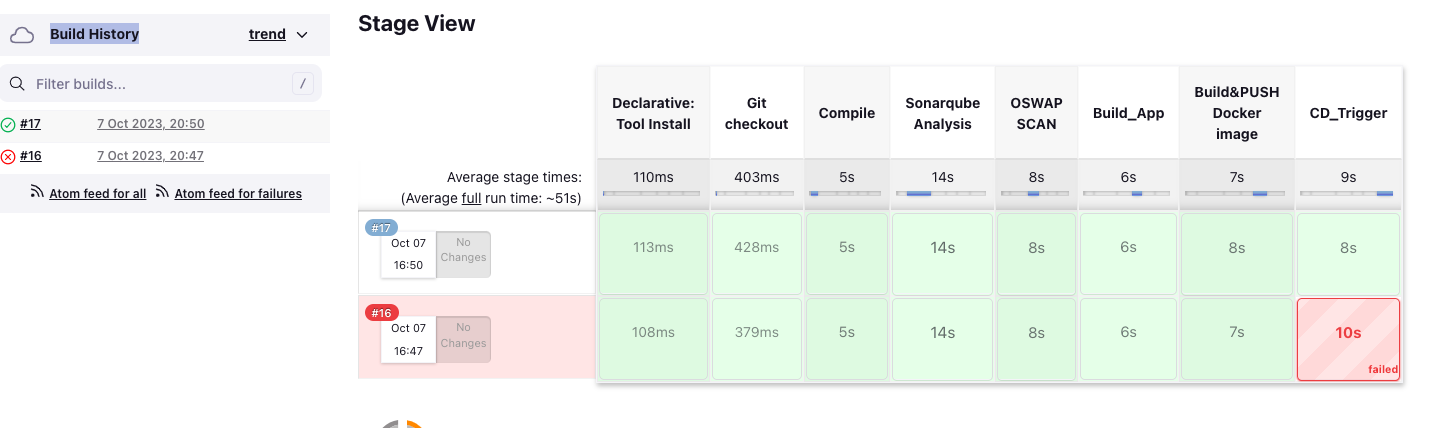 Stage View
Build History trend
Filter builds... /
#17 7 Oct 2023, 20:50
#16 7 Oct 2023, 20:47
Atom feed for all Atom feed for failures
Declarative: Tool Install
Git checkout
Compile
Sonarqube Analysis
OSWAP SCAN
Build_App
Build&PUSH Docker image
CD_Trigger
Average stage times:
(Average full run time: ~51s)
110ms 403ms 5s 14s 8s 6s 7s 9s
#17
Oct 07
16:50
No Changes
113ms 428ms 5s 14s 8s 6s 8s 8s
#16
Oct 07
16:47
No Changes
108ms 379ms 5s 14s 8s 6s 7s 10s
failed